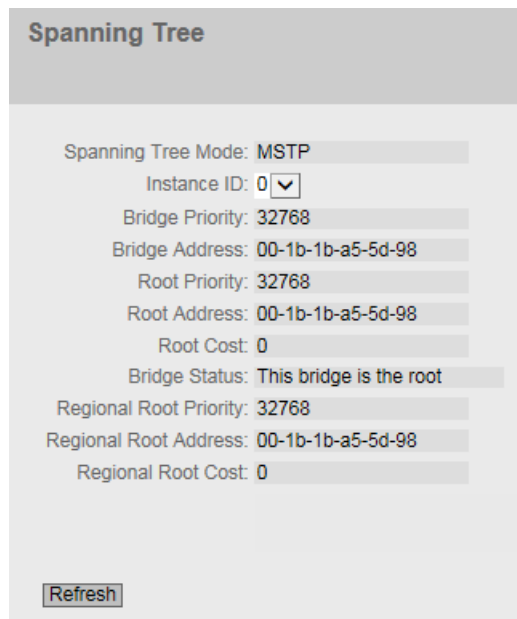 Spanning Tree
Spanning Tree Mode: MSTP
Instance ID: 0
Bridge Priority: 32768
Bridge Address: 00-1b-1b-a5-5d-98
Root Priority: 32768
Root Address: 00-1b-1b-a5-5d-98
Root Cost: 0
Bridge Status: This bridge is the root
Regional Root Priority: 32768
Regional Root Address: 00-1b-1b-a5-5d-98
Regional Root Cost: 0
Refresh